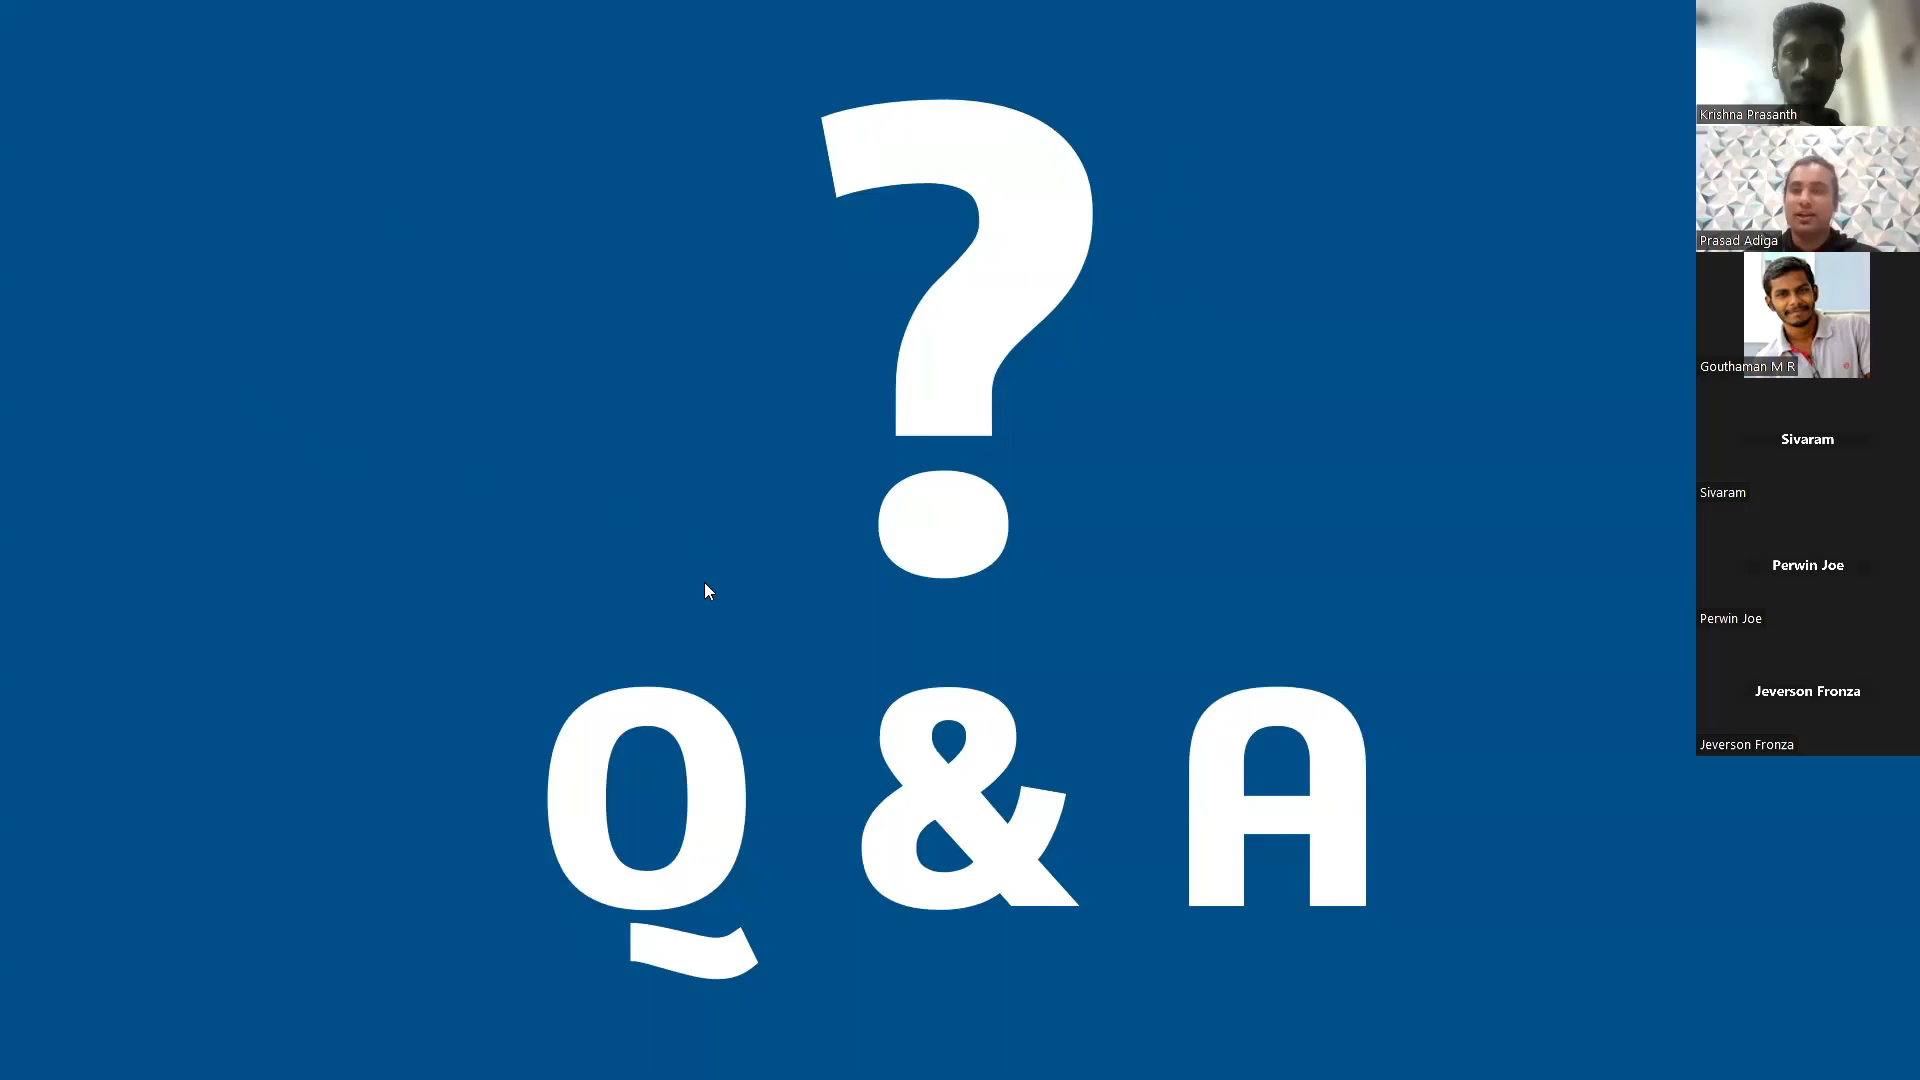 ?
Q & A
Krishna Prasanth
Prasad Adiga
Gouthaman M R
Sivaram
Sivaram
Perwin Joe
Perwin Joe
Jeverson Fronza
Jeverson Fronza